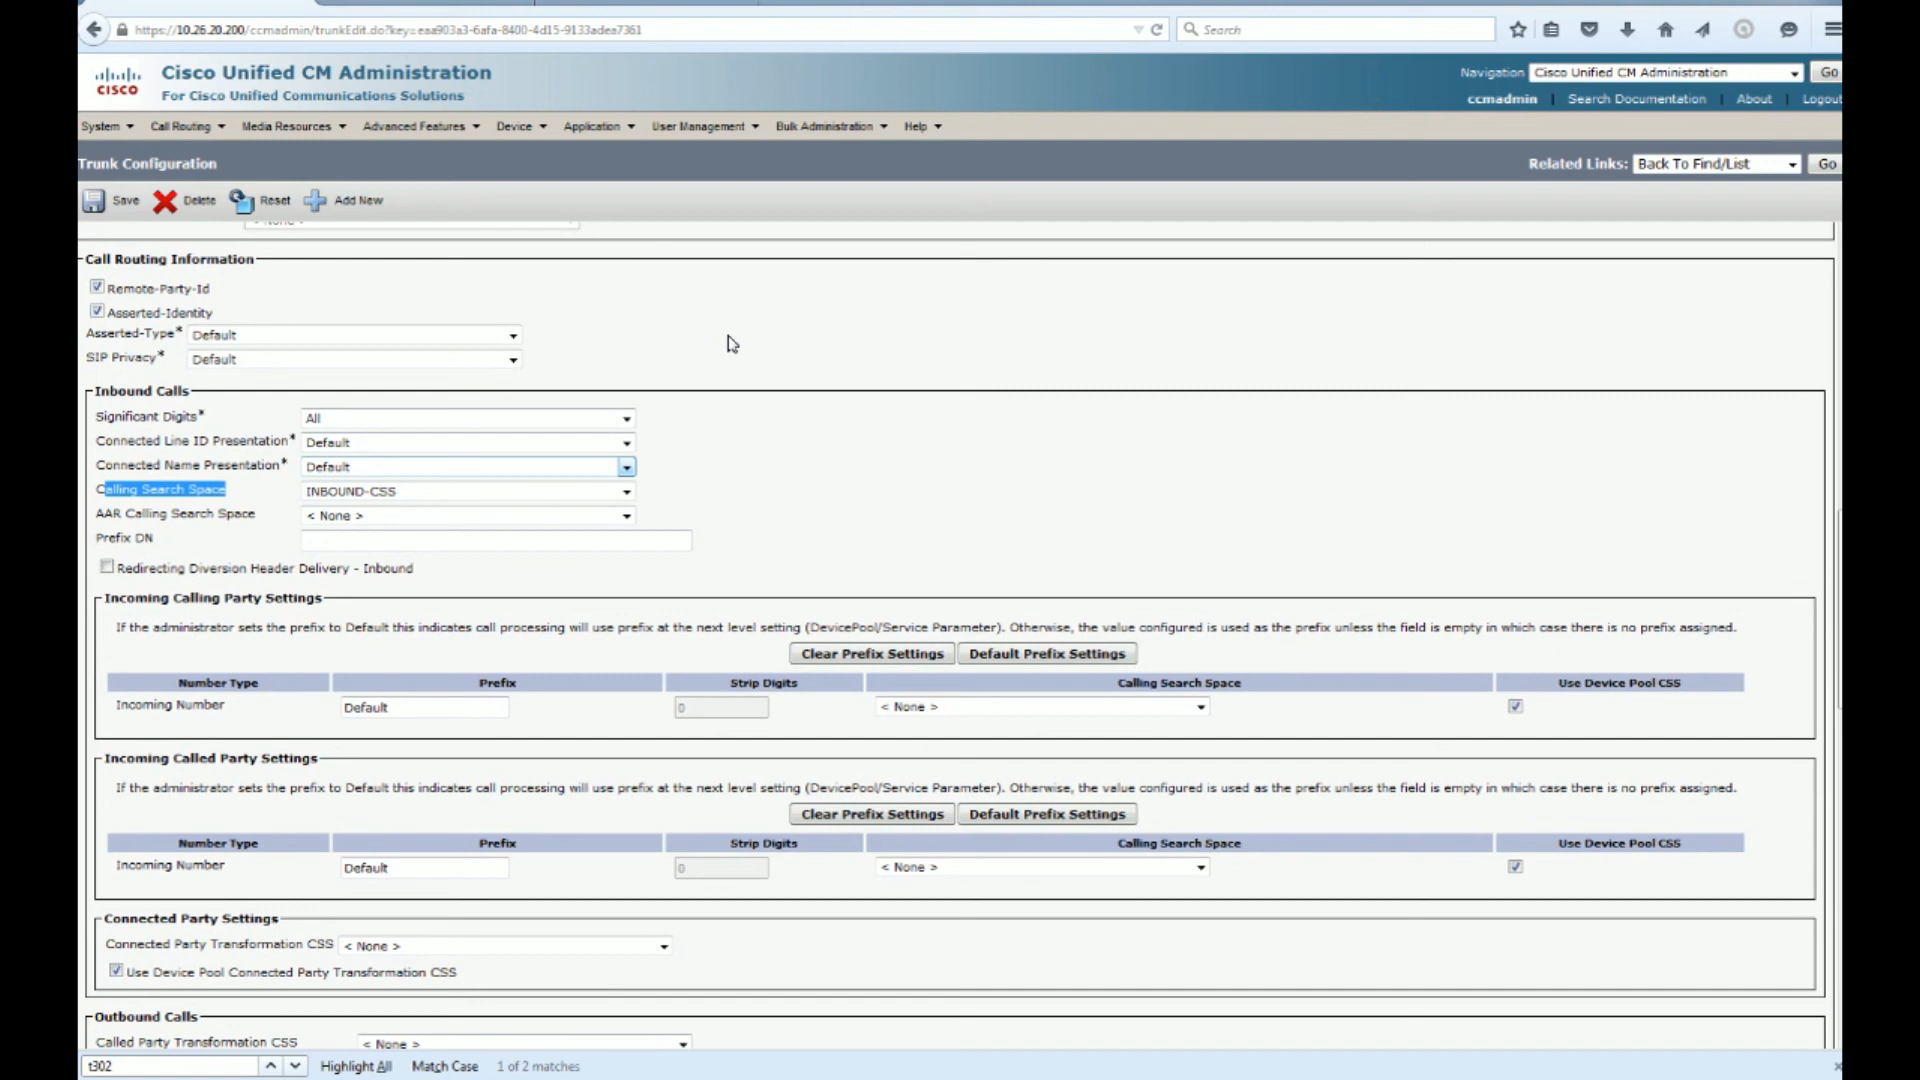 https://10.26.20.200/ccmadmin/trunkEdit.do?key=eaa903a3-6afa-8400-4d15-9133adea7361
Search
CISCO
Cisco Unified CM Administration
For Cisco Unified Communications Solutions
Navigation Cisco Unified CM Administration Go
ccmadmin | Search Documentation | About | Logout
System Call Routing Media Resources Advanced Features Device Application User Management Bulk Administration Help
Trunk Configuration
Related Links: Back To Find/List Go
Save Delete Reset Add New
< None >
Call Routing Information
Remote-Party-Id
Asserted-Identity
Asserted-Type* Default
SIP Privacy* Default
Inbound Calls
Significant Digits* All
Connected Line ID Presentation* Default
Connected Name Presentation* Default
Calling Search Space INBOUND-CSS
AAR Calling Search Space < None >
Prefix DN
Redirecting Diversion Header Delivery - Inbound
Incoming Calling Party Settings
If the administrator sets the prefix to Default this indicates call processing will use prefix at the next level setting (DevicePool/Service Parameter). Otherwise, the value configured is used as the prefix unless the field is empty in which case there is no prefix assigned.
Clear Prefix Settings Default Prefix Settings
Number Type Prefix Strip Digits Calling Search Space Use Device Pool CSS
Incoming Number Default 0 < None >
Incoming Called Party Settings
If the administrator sets the prefix to Default this indicates call processing will use prefix at the next level setting (DevicePool/Service Parameter). Otherwise, the value configured is used as the prefix unless the field is empty in which case there is no prefix assigned.
Clear Prefix Settings Default Prefix Settings
Number Type Prefix Strip Digits Calling Search Space Use Device Pool CSS
Incoming Number Default 0 < None >
Connected Party Settings
Connected Party Transformation CSS < None >
Use Device Pool Connected Party Transformation CSS
Outbound Calls
Called Party Transformation CSS < None >
t302 Highlight All Match Case 1 of 2 matches